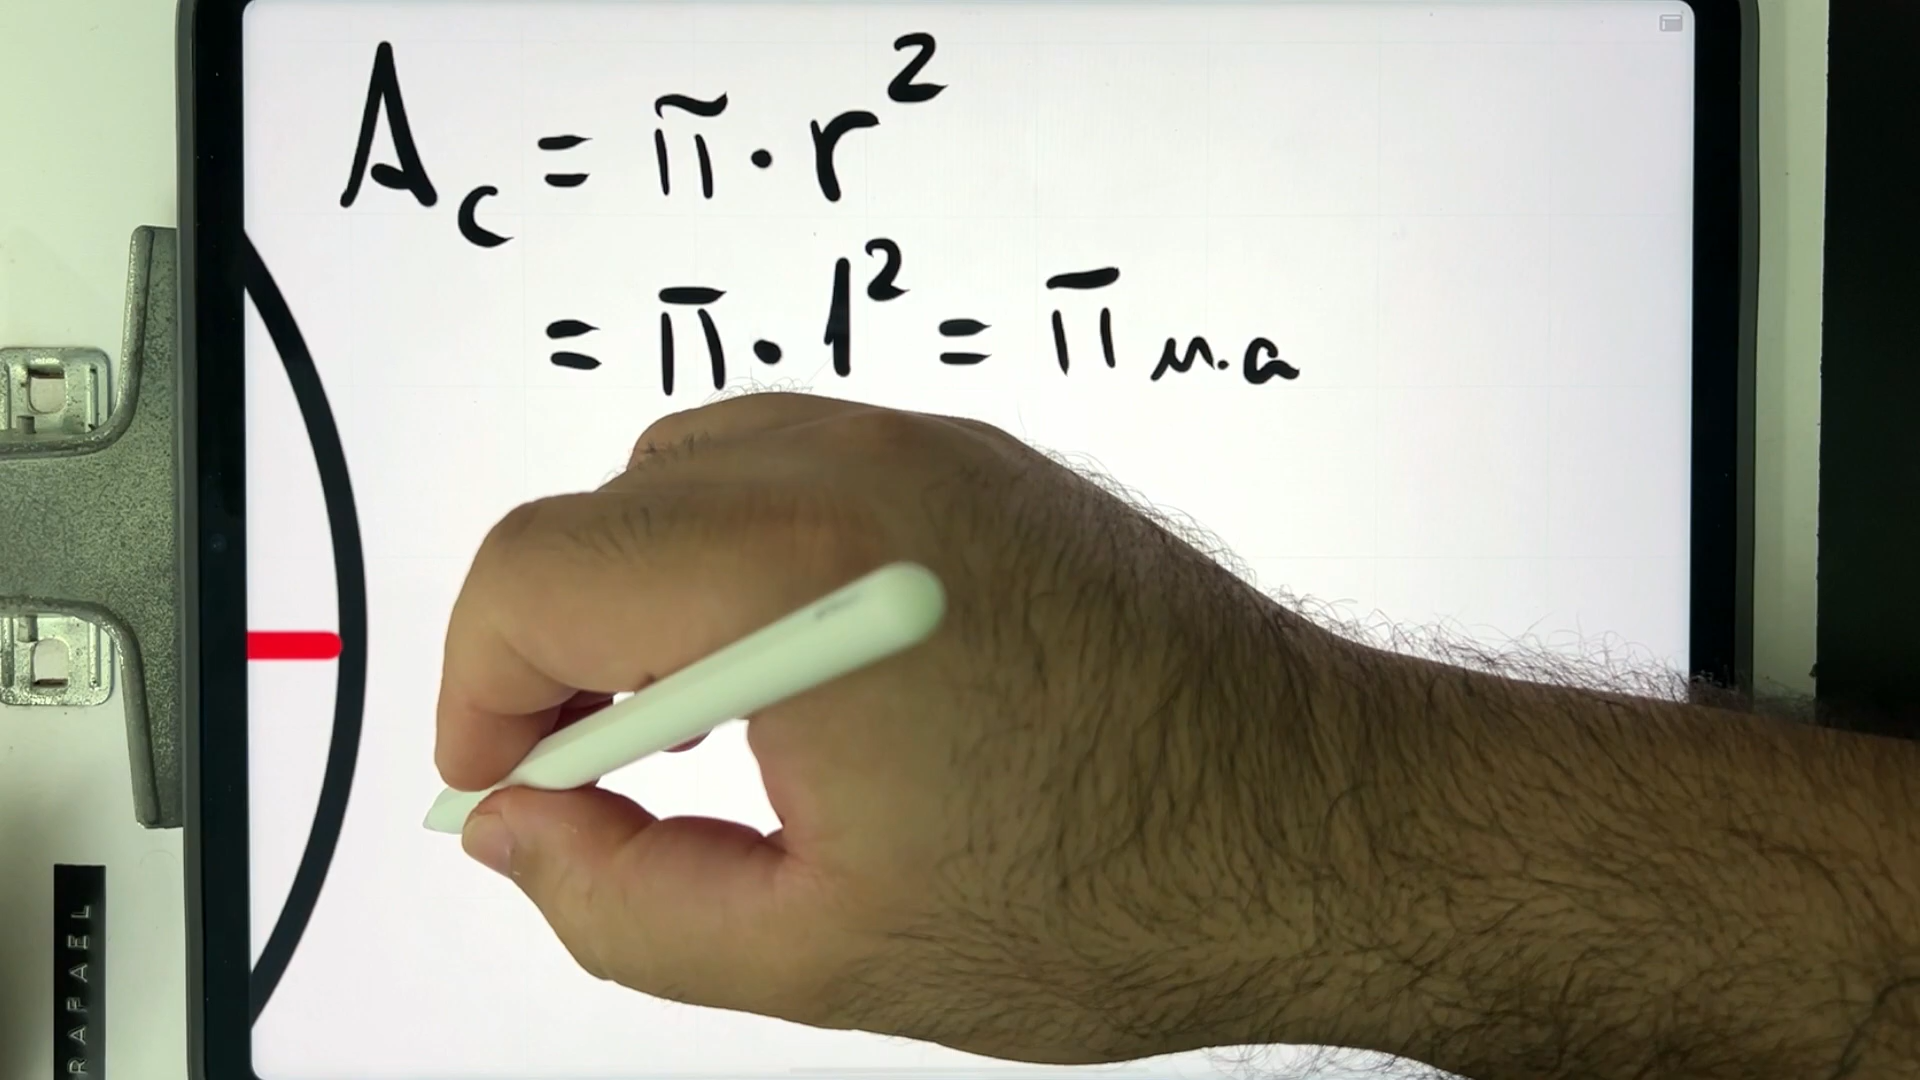 A_c = π · r²
= π · 1² = π u.a
RAFAEL